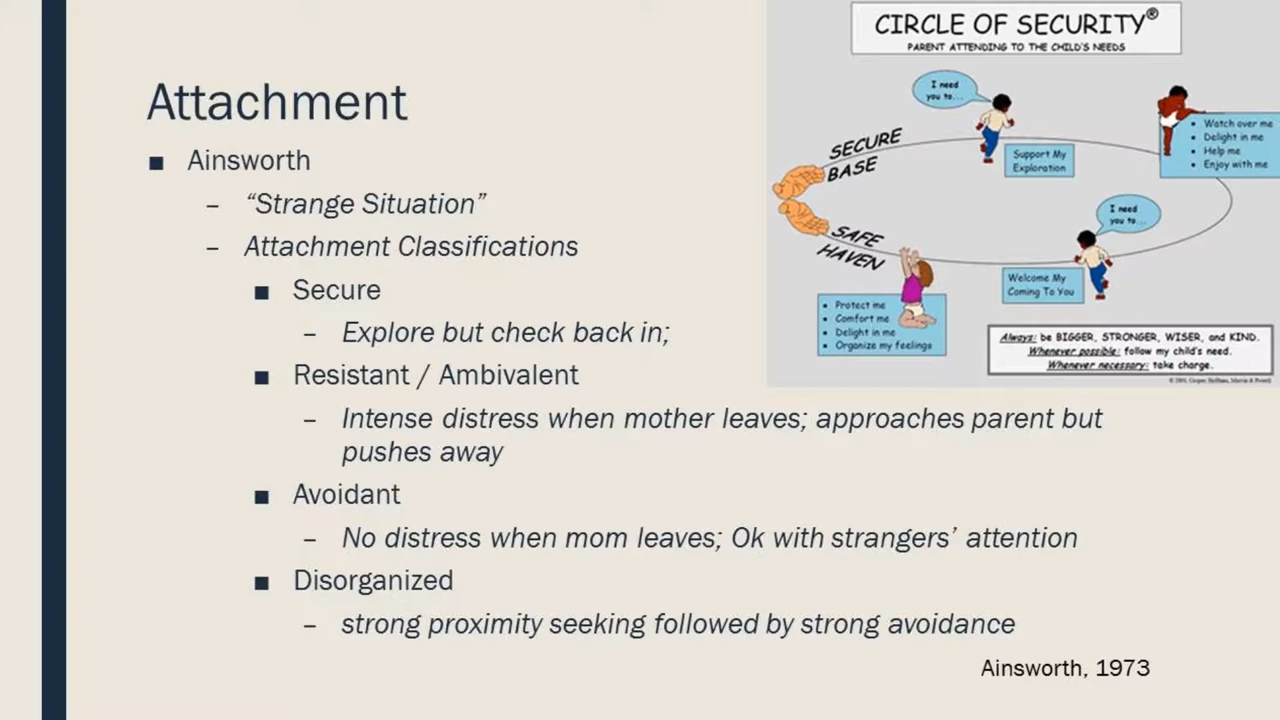 Attachment
■ Ainsworth
– “Strange Situation”
– Attachment Classifications
■ Secure
– Explore but check back in;
■ Resistant / Ambivalent
– Intense distress when mother leaves; approaches parent but
pushes away
■ Avoidant
– No distress when mom leaves; Ok with strangers’ attention
■ Disorganized
– strong proximity seeking followed by strong avoidance
Ainsworth, 1973
CIRCLE OF SECURITY®
PARENT ATTENDING TO THE CHILD'S NEEDS
I need
you to...
SECURE
BASE
Support My
Exploration
• Watch over me
• Delight in me
• Help me
• Enjoy with me
I need
you to...
SAFE
HAVEN
Welcome My
Coming To You
• Protect me
• Comfort me
• Delight in me
• Organize my feelings
Always: be BIGGER, STRONGER, WISER, and KIND.
Whenever possible: follow my child's need.
Whenever necessary: take charge.